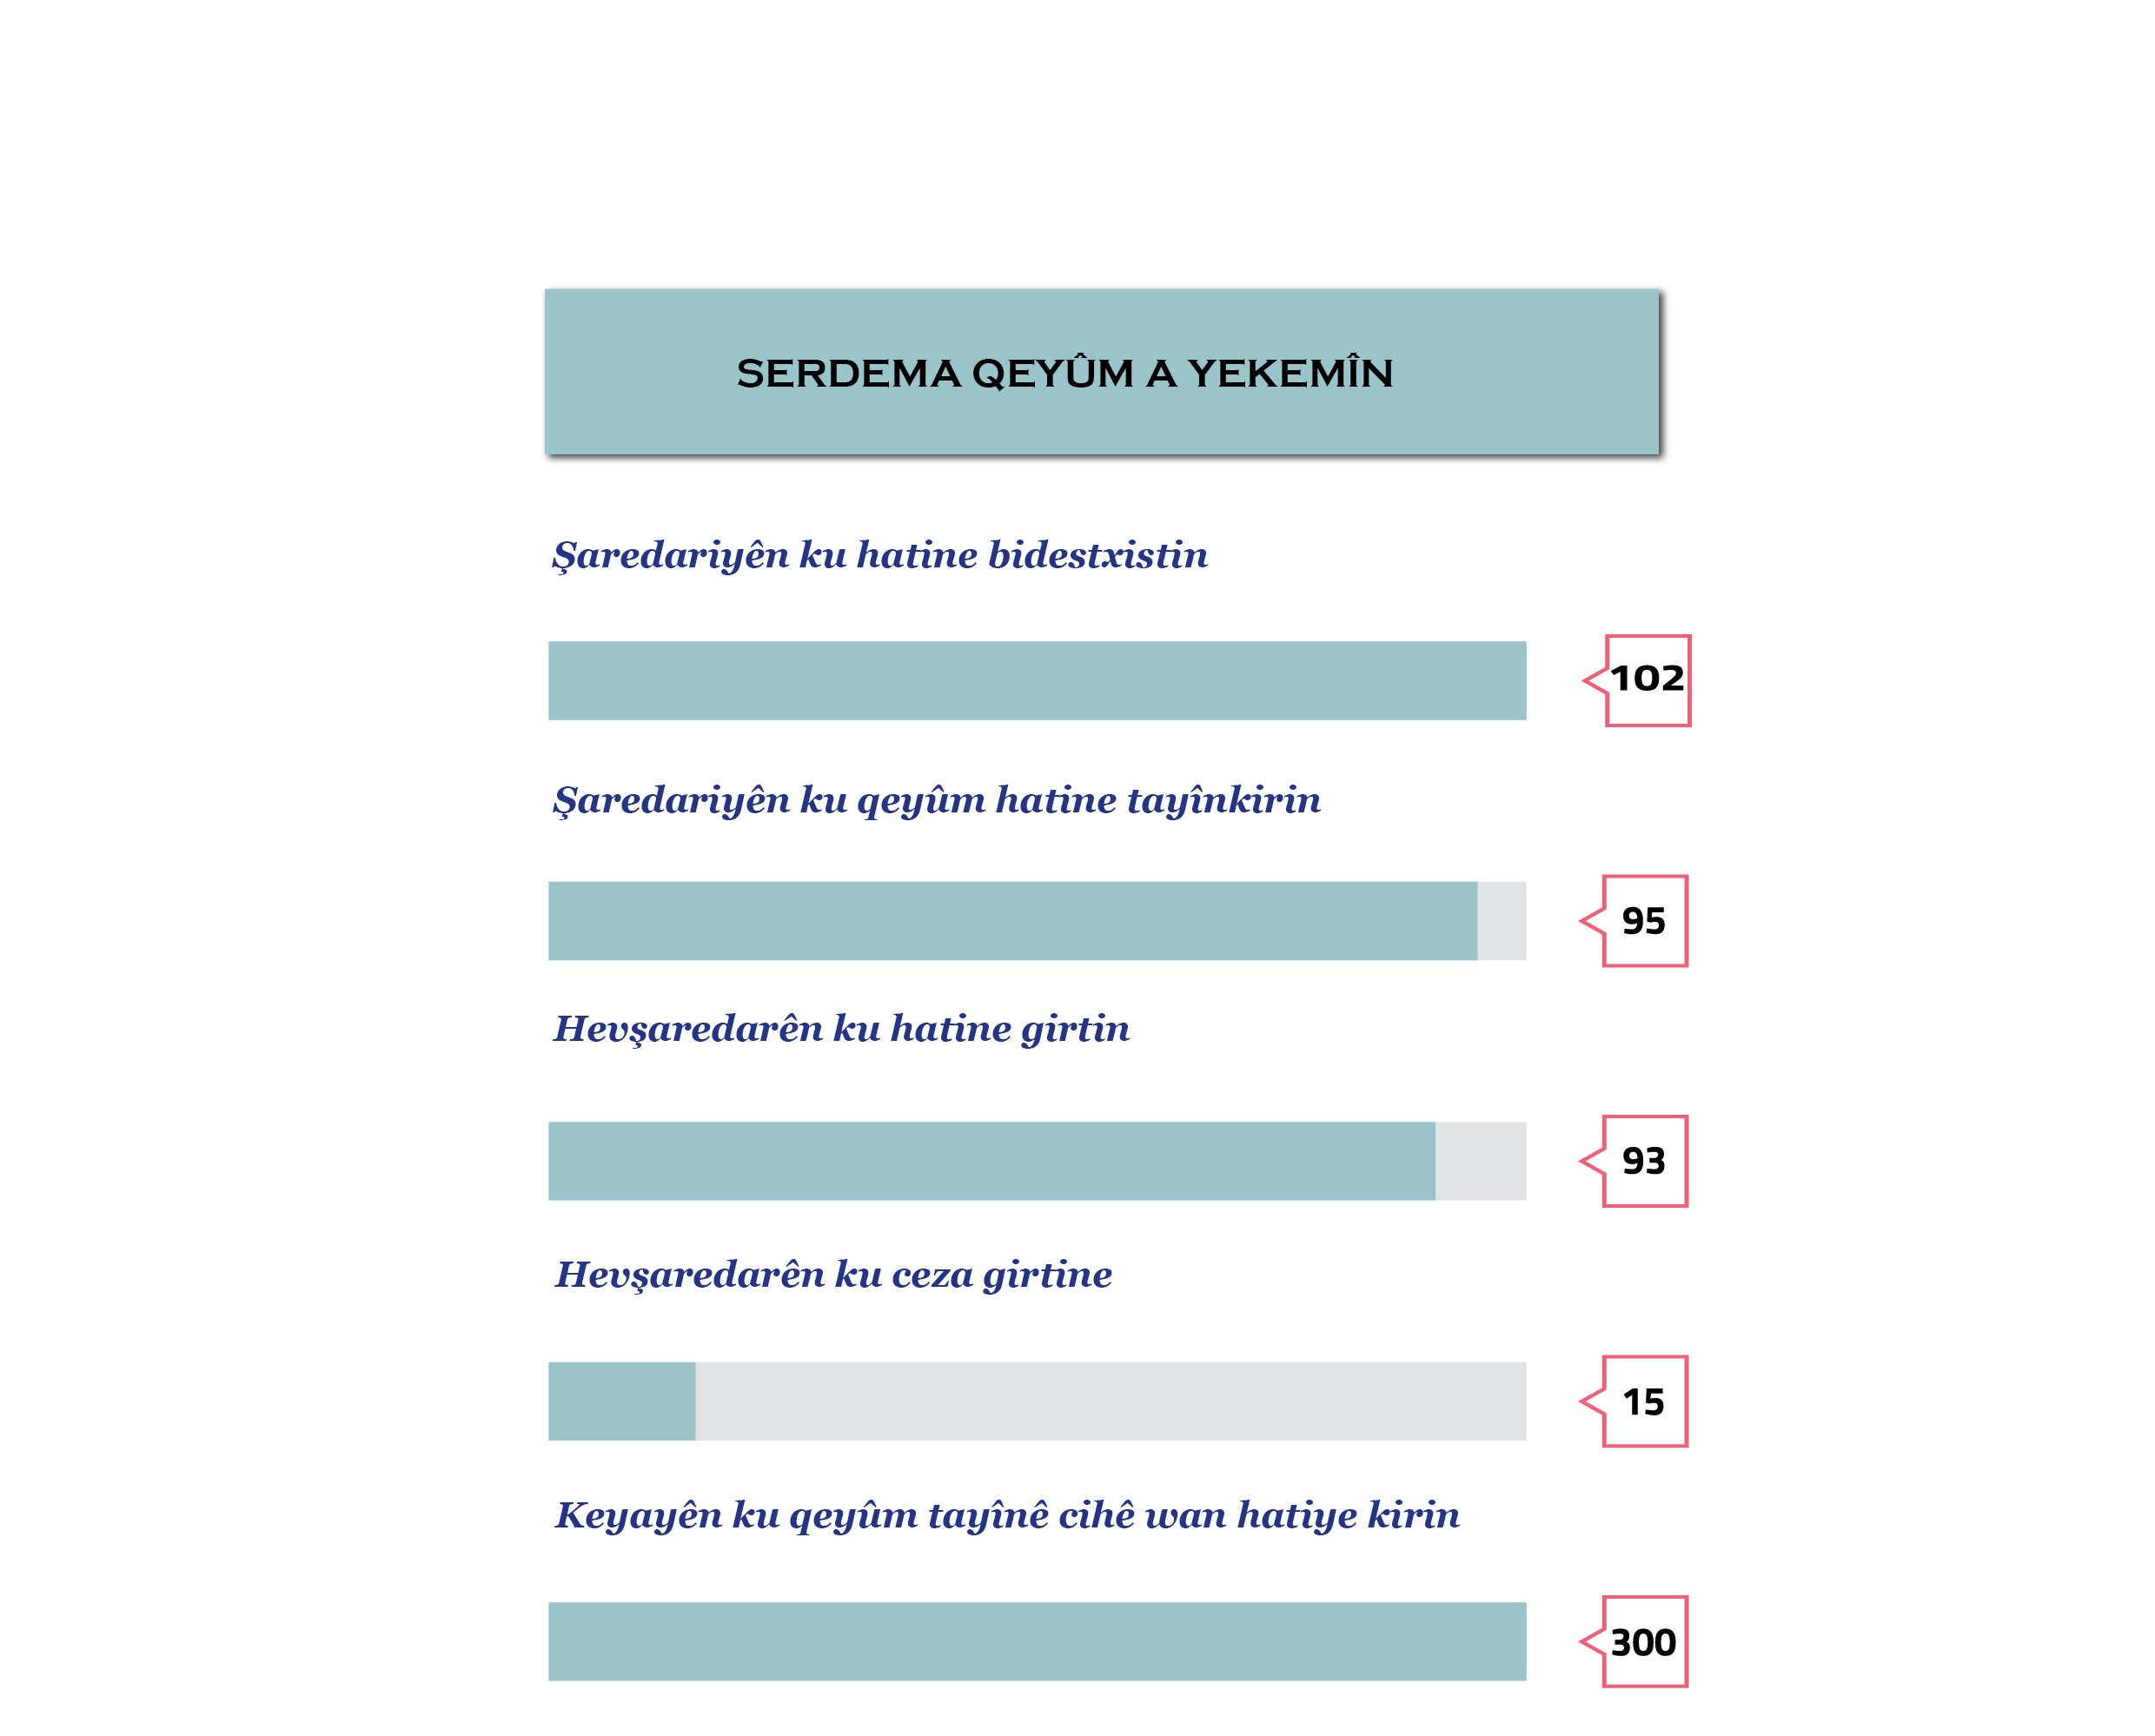 SERDEMA QEYÛM A YEKEMÎN
Şaredariyên ku hatine bidestxistin
102
Şaredariyên ku qeyûm hatine tayînkirin
95
Hevşaredarên ku hatine girtin
93
Hevşaredarên ku ceza girtine
15
Keyayên ku qeyûm tayînê cihê wan hatiye kirin
300